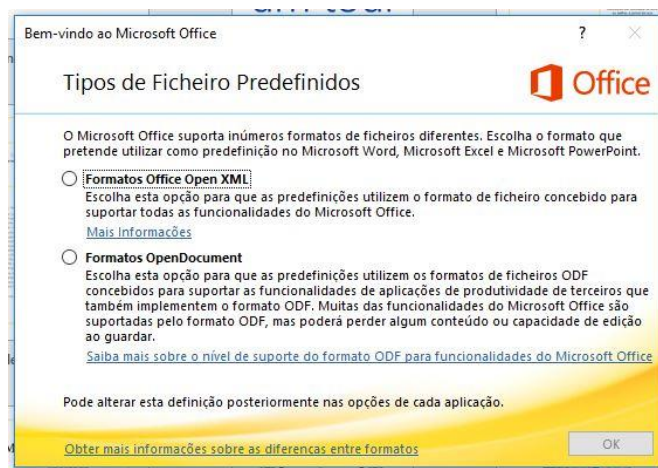 Bem-vindo ao Microsoft Office
?
Tipos de Ficheiro Predefinidos
Office
O Microsoft Office suporta inúmeros formatos de ficheiros diferentes. Escolha o formato que
pretende utilizar como predefinição no Microsoft Word, Microsoft Excel e Microsoft PowerPoint.
Formatos Office Open XML
Escolha esta opção para que as predefinições utilizem o formato de ficheiro concebido para
suportar todas as funcionalidades do Microsoft Office.
Mais Informações
Formatos OpenDocument
Escolha esta opção para que as predefinições utilizem os formatos de ficheiros ODF
concebidos para suportar as funcionalidades de aplicações de produtividade de terceiros que
também implementem o formato ODF. Muitas das funcionalidades do Microsoft Office são
suportadas pelo formato ODF, mas poderá perder algum conteúdo ou capacidade de edição
ao guardar.
Saiba mais sobre o nível de suporte do formato ODF para funcionalidades do Microsoft Office
Pode alterar esta definição posteriormente nas opções de cada aplicação.
Obter mais informações sobre as diferenças entre formatos
OK